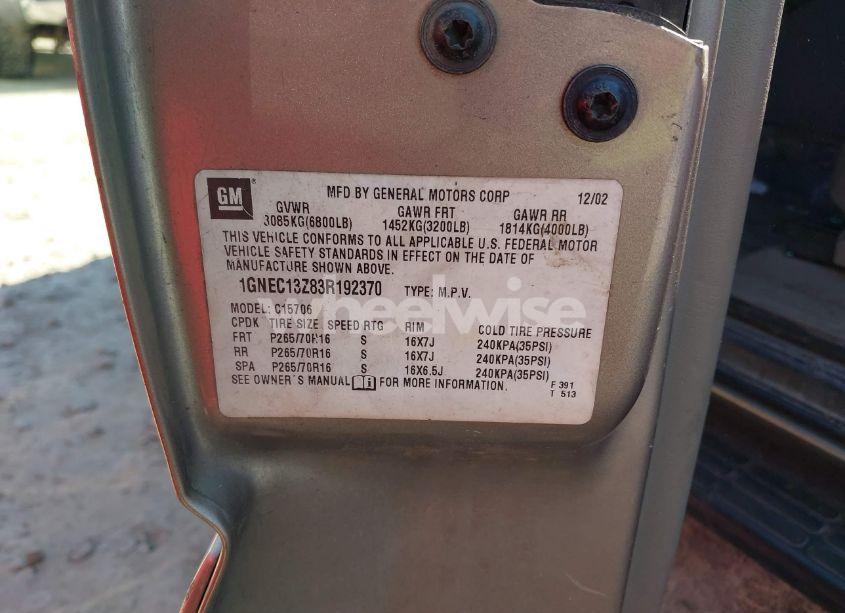 GM
MFD BY GENERAL MOTORS CORP 12/02
GVWR GAWR FRT GAWR RR
3085KG(6800LB) 1452KG(3200LB) 1814KG(4000LB)
THIS VEHICLE CONFORMS TO ALL APPLICABLE U.S. FEDERAL MOTOR
VEHICLE SAFETY STANDARDS IN EFFECT ON THE DATE OF
MANUFACTURE SHOWN ABOVE.
1GNEC13Z83R192370 TYPE: M.P.V.
MODEL: C15706
wheelwise
CPDK TIRE SIZE SPEED RTG RIM COLD TIRE PRESSURE
FRT P265/70R16 S 16X7J 240KPA(35PSI)
RR P265/70R16 S 16X7J 240KPA(35PSI)
SPA P265/70R16 S 16X6.5J 240KPA(35PSI)
SEE OWNER'S MANUAL FOR MORE INFORMATION.
F 391
T 513